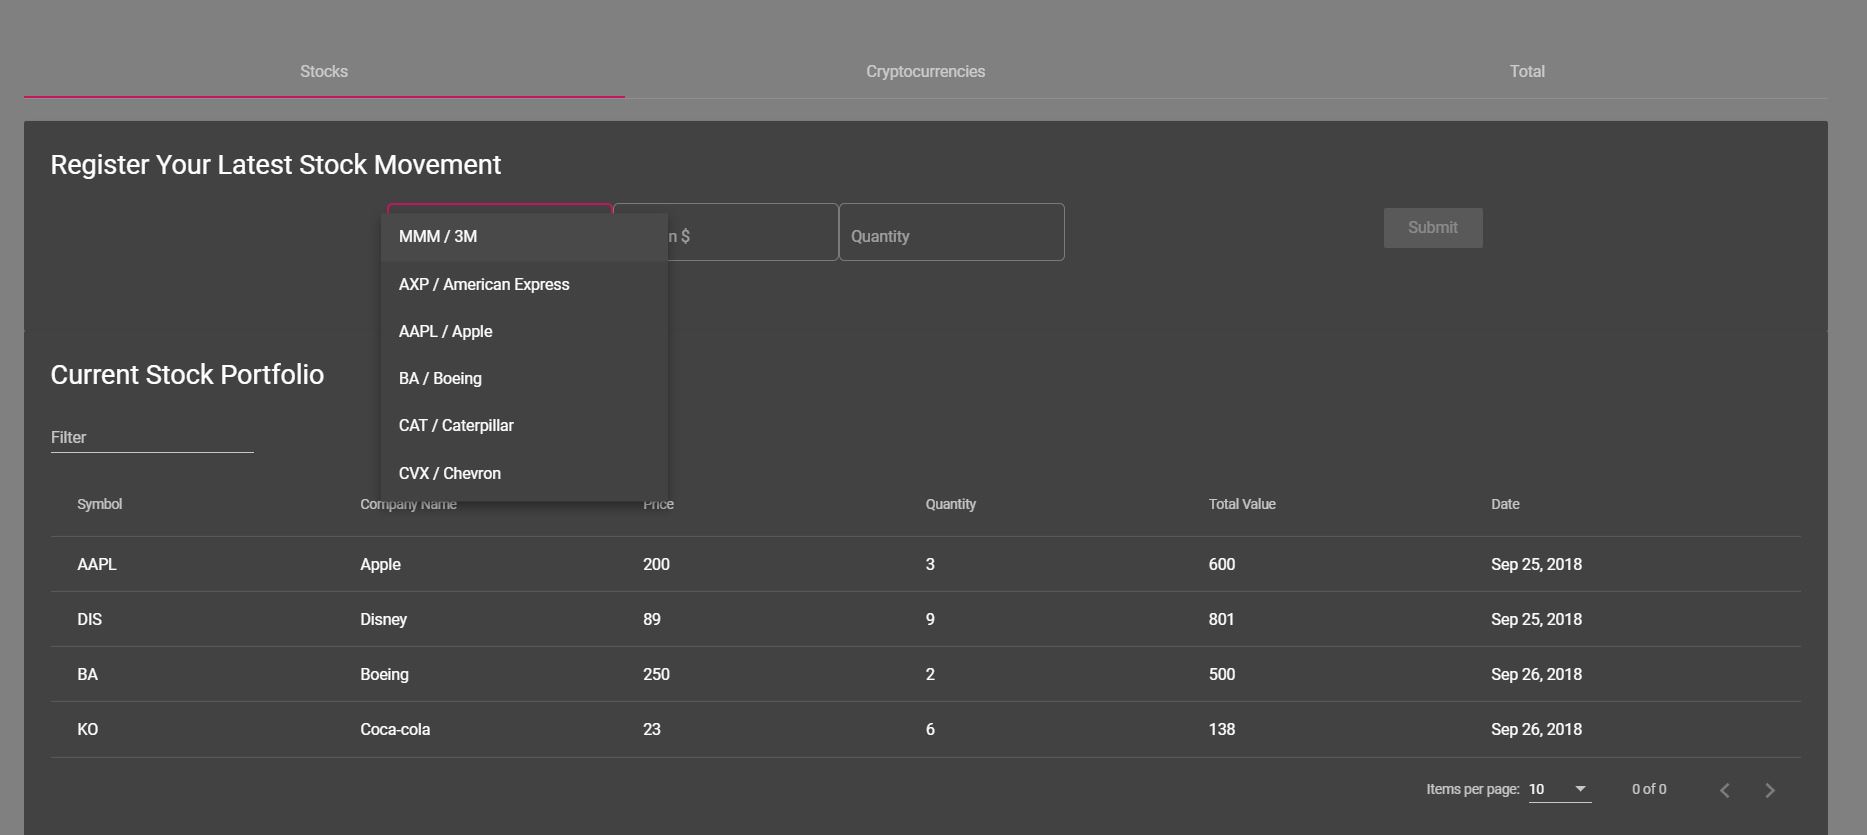 Stocks Cryptocurrencies Total
Register Your Latest Stock Movement
n $ Quantity Submit
MMM / 3M
AXP / American Express
AAPL / Apple
BA / Boeing
CAT / Caterpillar
CVX / Chevron
Current Stock Portfolio
Filter
Symbol Company Name Price Quantity Total Value Date
AAPL Apple 200 3 600 Sep 25, 2018
DIS Disney 89 9 801 Sep 25, 2018
BA Boeing 250 2 500 Sep 26, 2018
KO Coca-cola 23 6 138 Sep 26, 2018
Items per page: 10 0 of 0